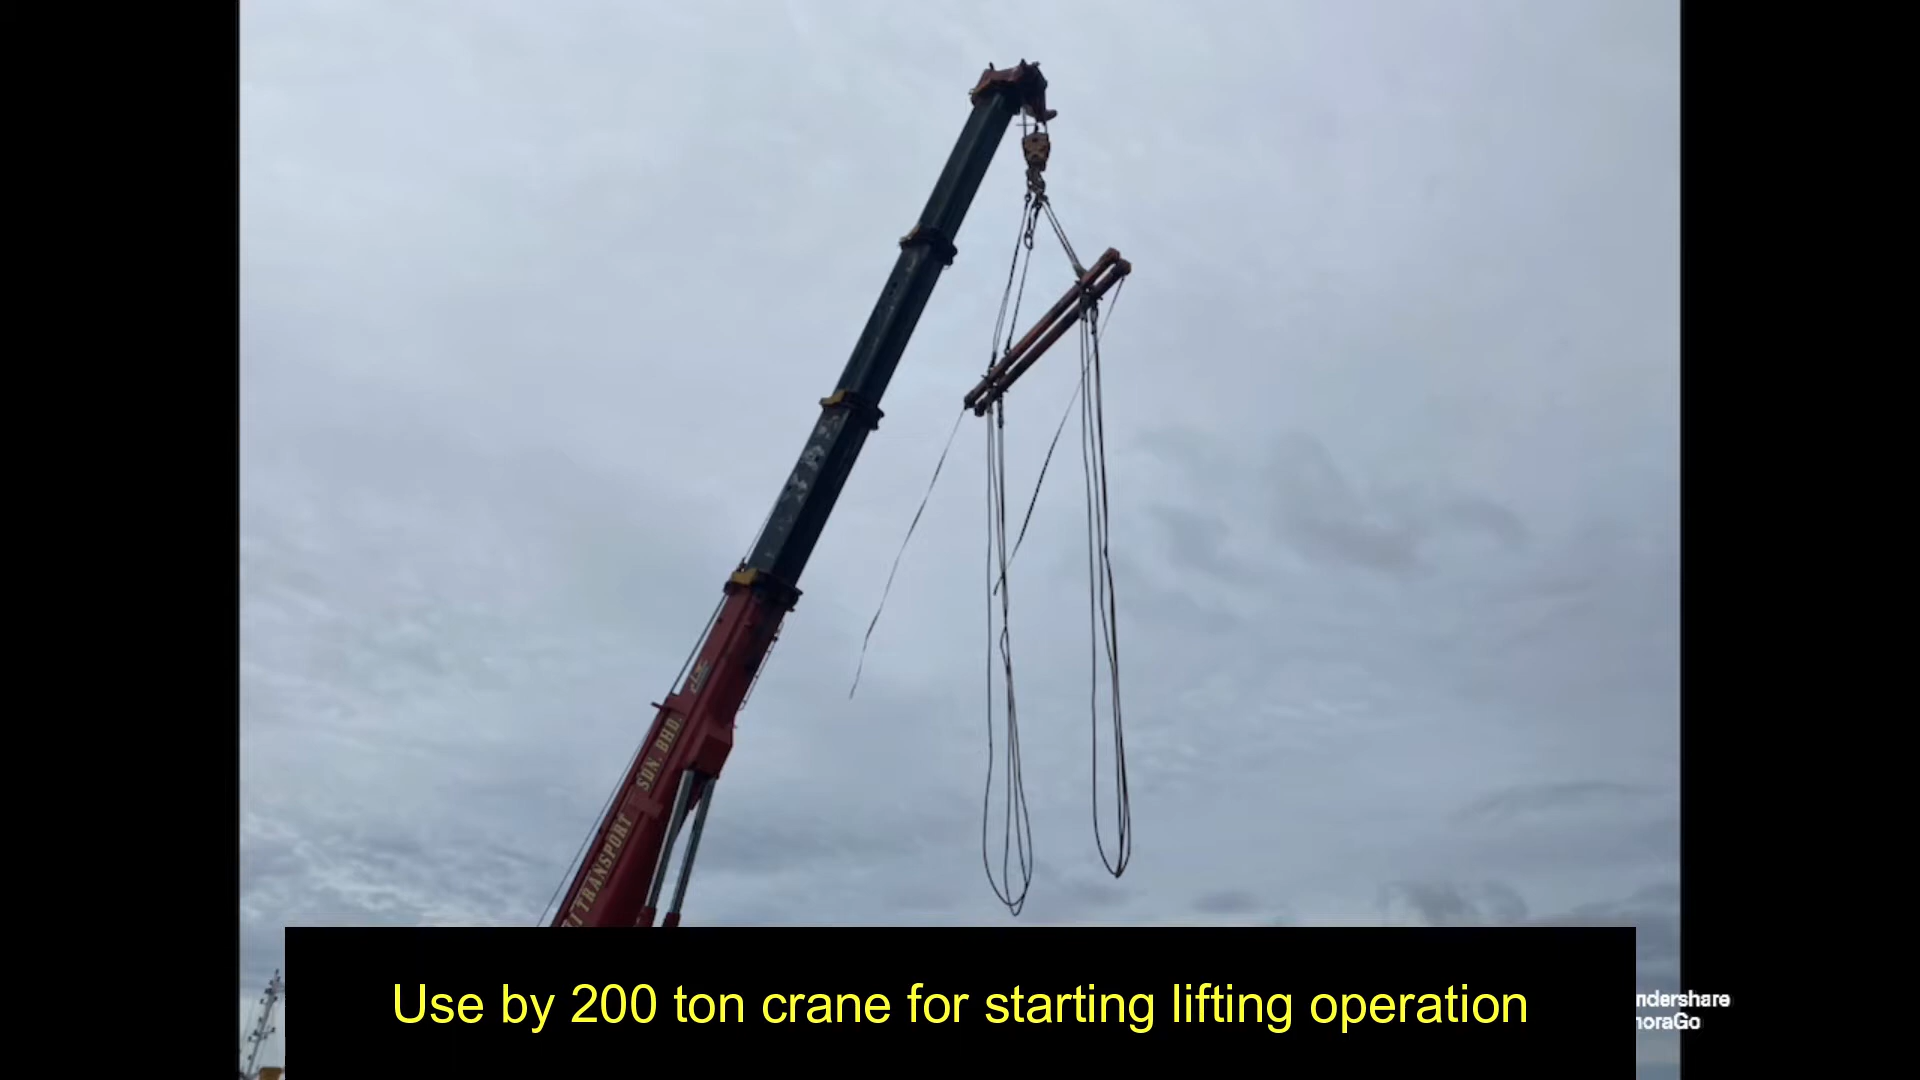 TRANSPORT SDN. BHD.
Use by 200 ton crane for starting lifting operation
ndershare
noraGo